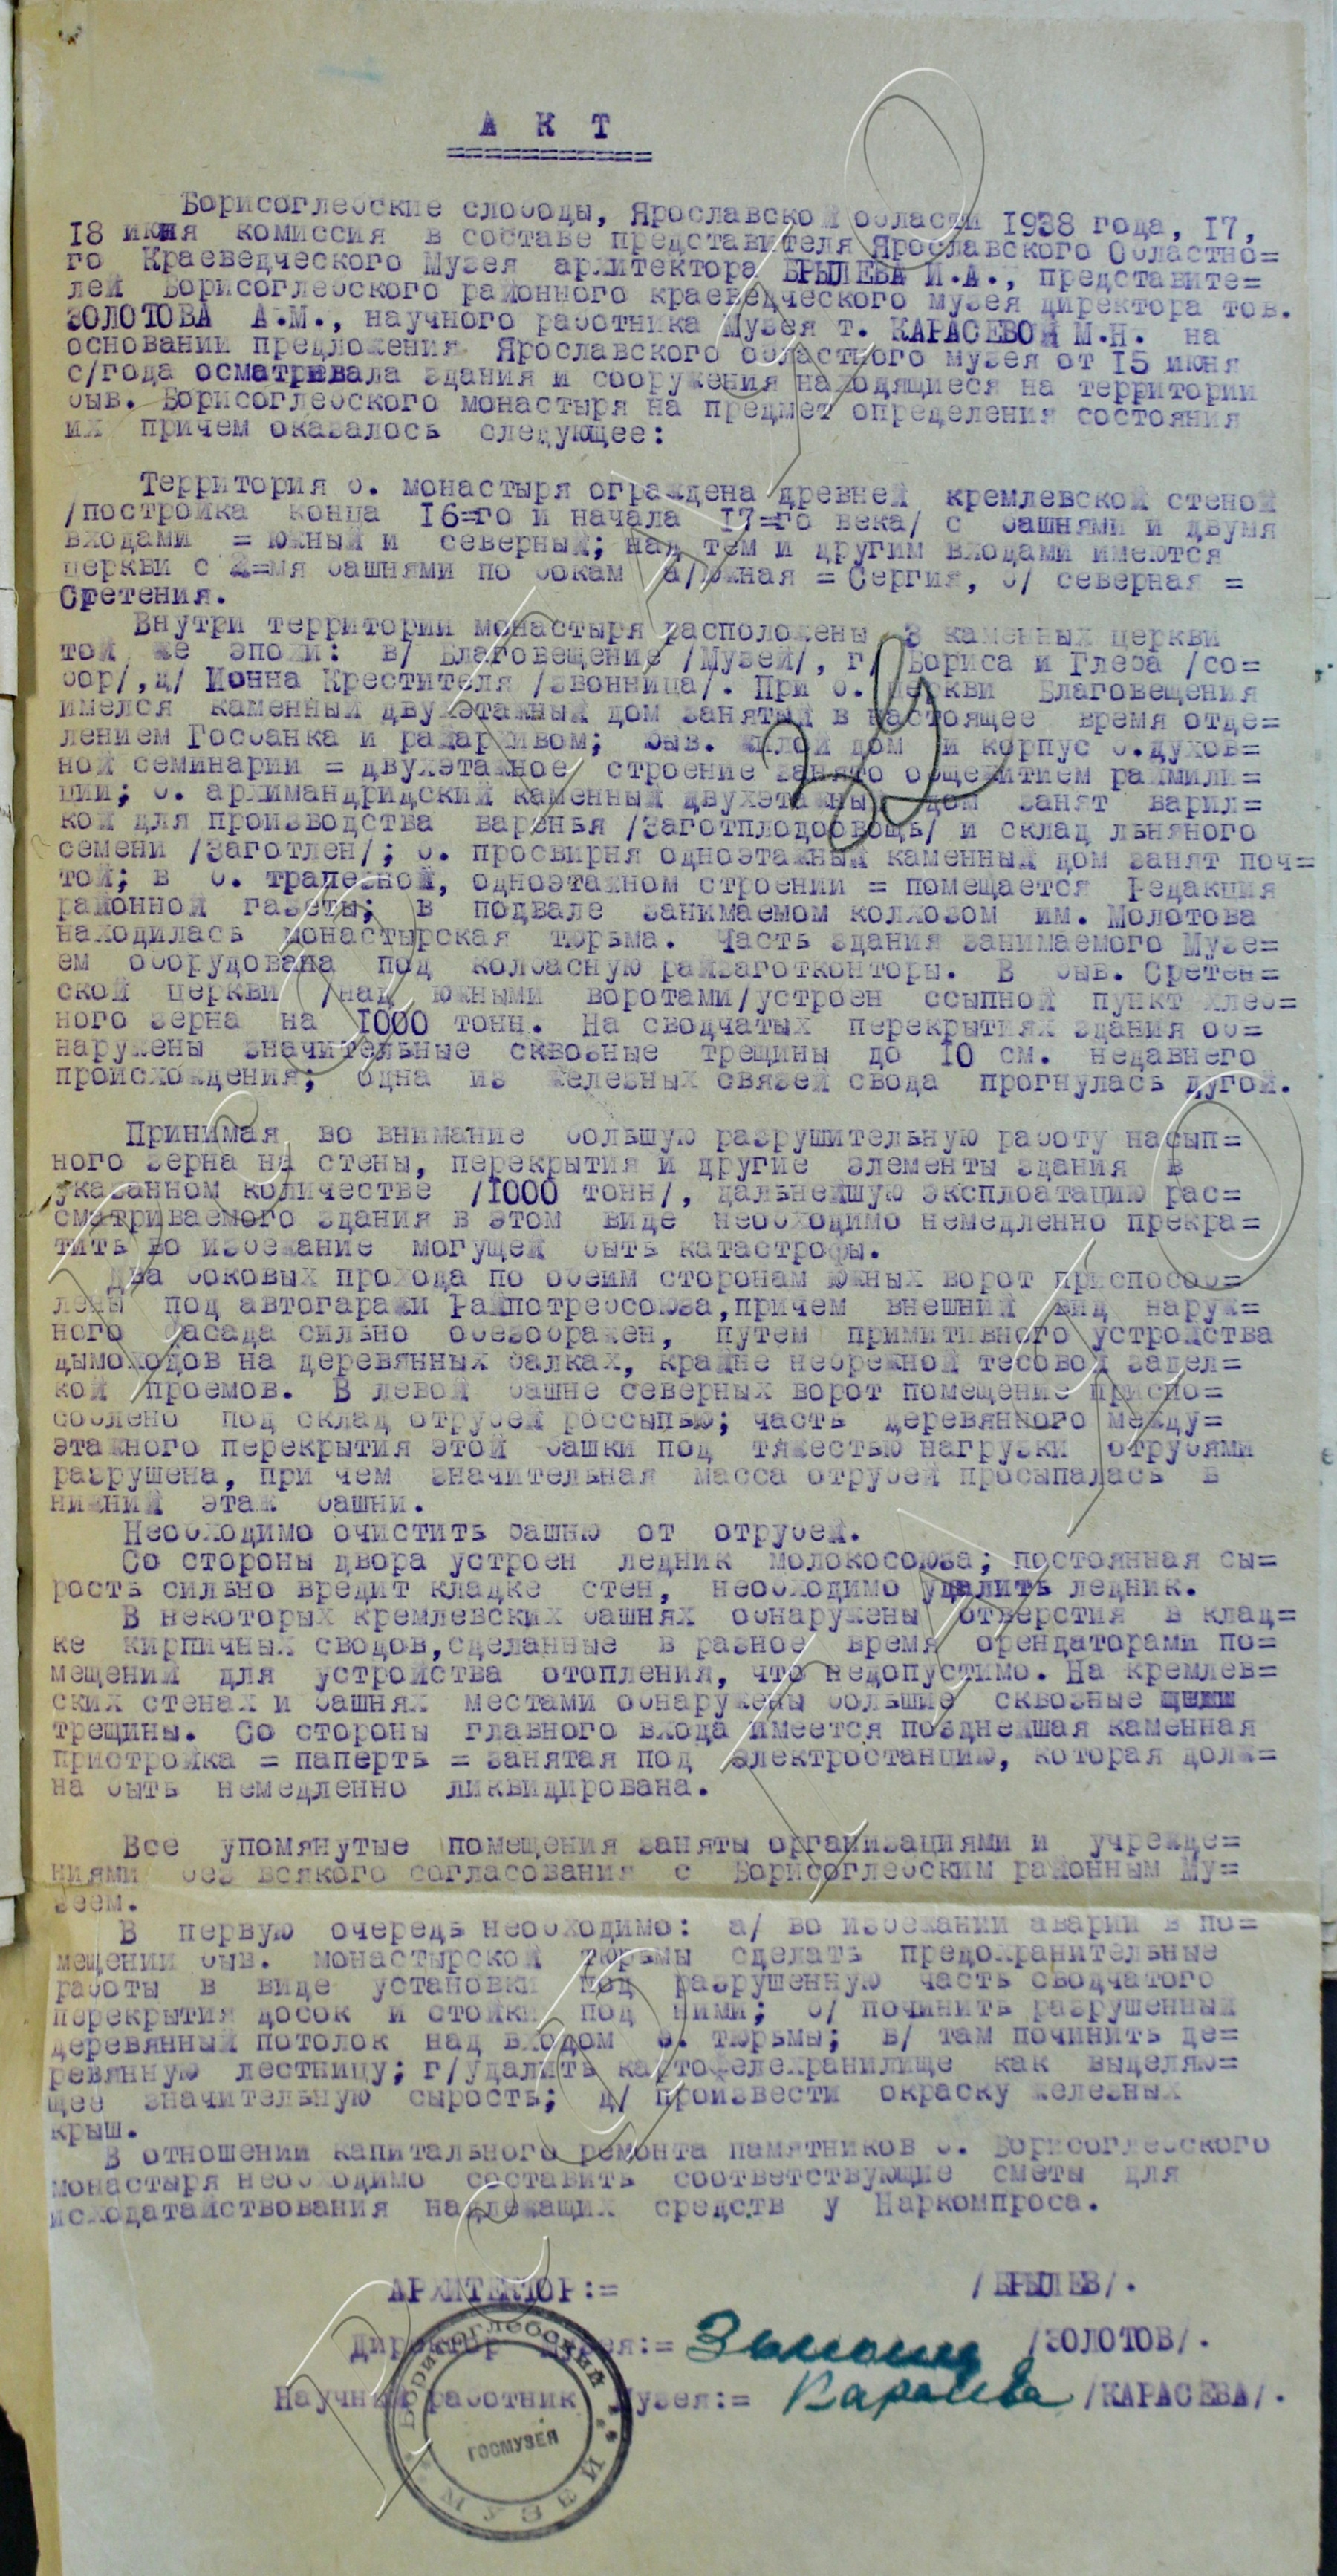 А К Т
Борисоглебские слободы, Ярославской области 1938 года, 17,
18 июня комиссия в составе представителя Ярославского Областно=
го Краеведческого Музея архитектора БРЫЛЕВА И.А., представите=
лей Борисоглебского районного краеведческого музея директора тов.
ЗОЛОТОВА А.М., научного работника Музея т. КАРАСЕВОЙ М.Н. на
основании предложения Ярославского областного музея от 15 июня
с/года осматривала здания и сооружения находящиеся на территории
быв. Борисоглебского монастыря на предмет определения состояния
их причем оказалось следующее:
Территория б. монастыря ограждена древней кремлевской стеной
/постройка конца 16=го и начала 17=го века/ с башнями и двумя
входами = южный и северный; над тем и другим входами имеются
церкви с 2=мя башнями по бокам а/южная = Сергия, б/ северная =
Сретения.
Внутри территории монастыря расположены 3 каменных церкви
той же эпохи: в/ Благовещение /Музей/, г/ Бориса и Глеба /со=
бор/,д/ Ионна Крестителя /звонница/. При б. церкви Благовещения
имелся каменный двухэтажный дом занятый в настоящее время отде=
лением Госбанка и райархивом; быв. жилой дом и корпус б.духов=
ной семинарии = двухэтажное строение занято общежитием раймили=
ции; б. архимандридский каменный двухэтажный дом занят варил=
кой для производства варенья /Заготплодоовощь/ и склад льняного
семени /Заготлен/; б. просвирня одноэтажный каменный дом занят поч=
той; в б. трапезной, одноэтажном строении = помещается Редакция
районной газеты; в подвале занимаемом колхозом им. Молотова
находилась монастырская тюрьма. Часть здания занимаемого Музе=
ем оборудована под колбасную райзаготконторы. В быв. Сретен=
ской церкви /над южными воротами/устроен ссыпной пункт хлеб=
ного зерна на 1000 тонн. На сводчатых перекрытиях здания об=
наружены значительные сквозные трещины до 10 см. недавнего
происхождения; одна из железных связей свода прогнулась дугой.
Принимая во внимание большую разрушительную работу насып=
ного зерна на стены, перекрытия и другие элементы здания в
указанном количестве /1000 тонн/, дальнейшую эксплоатацию рас=
сматриваемого здания в этом виде необходимо немедленно прекра=
тить во избежание могущей быть катастрофы.
Два боковых прохода по обеим сторонам южных ворот приспособ=
лены под автогаражи Райпотребсоюза,причем внешний вид наруж=
ного фасада сильно обезображен, путем примитивного устройства
дымоходов на деревянных балках, крайне небрежной тесовой задел=
кой проемов. В левой башне северных ворот помещение приспо=
соблено под склад отрубей россыпью; часть деревянного между=
этажного перекрытия этой башки под тяжестью нагрузки отрубями
разрушена, при чем значительная масса отрубей просыпалась в
нижний этаж башни.
Необходимо очистить башню от отрубей.
Со стороны двора устроен ледник молокосоюза; постоянная сы=
рость сильно вредит кладке стен, необходимо удалить ледник.
В некоторых кремлевских башнях обнаружены отверстия в клад=
ке кирпичных сводов,сделанные в разное время орендаторами по=
мещений для устройства отопления, что недопустимо. На кремлев=
ских стенах и башнях местами обнаружены большие сквозные
трещины. Со стороны главного входа имеется позднейшая каменная
пристройка = паперть = занятая под электростанцию, которая долж=
на быть немедленно ликвидирована.
Все упомянутые помещения заняты организациями и учрежде=
ниями без всякого согласования с Борисоглебским районным Му=
зеем.
В первую очередь необходимо: а/ во избежании аварии в по=
мещении быв. монастырской тюрьмы сделать предохранительные
работы в виде установки под разрушенную часть сводчатого
перекрытия досок и стойки под ними; б/ починить разрушенный
деревянный потолок над входом б. тюрьмы; в/ там починить де=
ревянную лестницу; г/удалить картофелехранилище как выделяю=
щее значительную сырость; д/ произвести окраску железных
крыш.
В отношении капитального ремонта памятников б. Борисоглебского
монастыря необходимо составить соответствующие сметы для
исходатайствования надлежащих средств у Наркомпроса.
АРХИТЕКТОР:= /БРЫЛЕВ/.
Директор Музея:= Золотов /ЗОЛОТОВ/.
Научный работник Музея:= Карасева /КАРАСЕВА/.
Борисоглебский
ГОСМУЗЕЯ
МУЗЕЙ